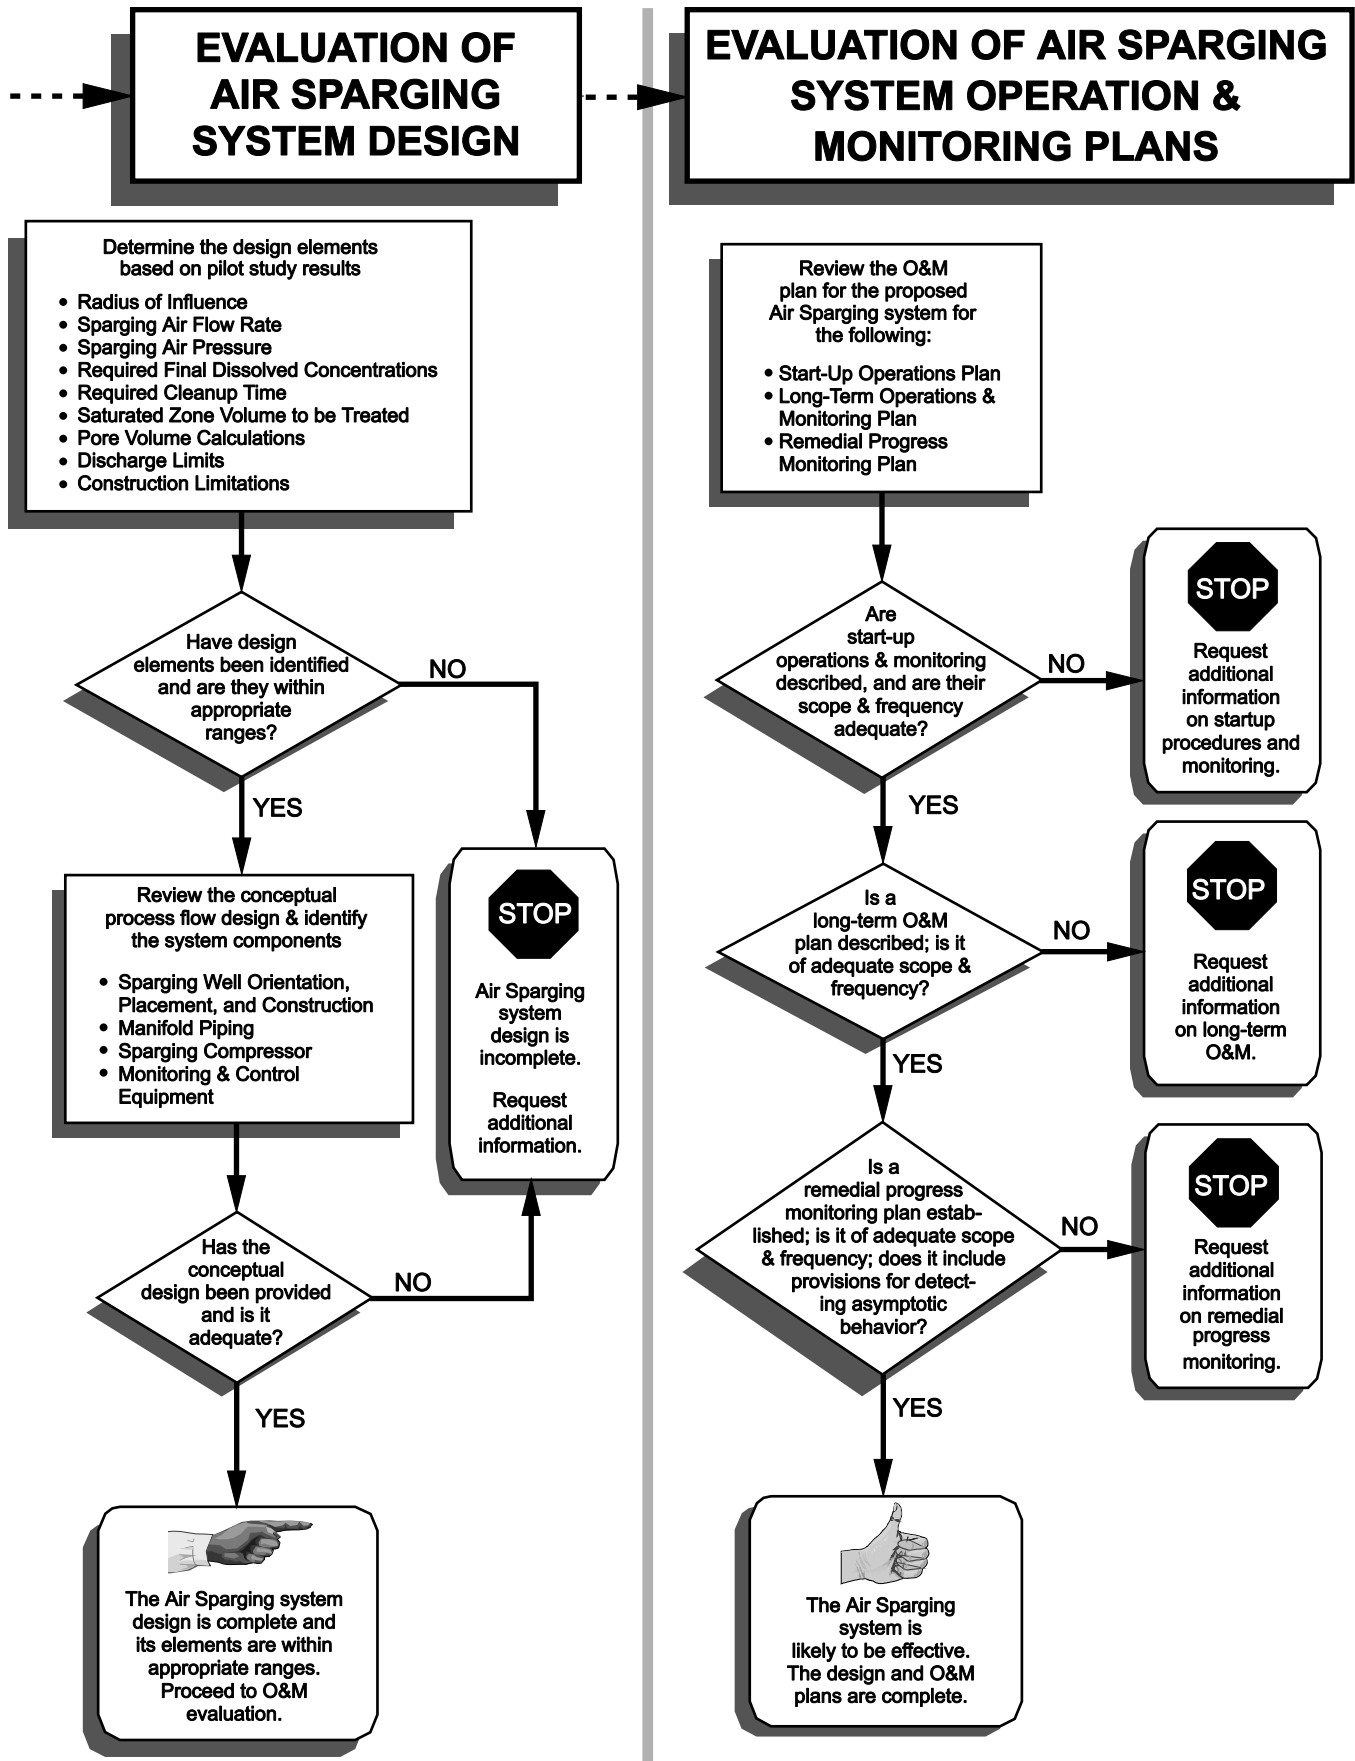 EVALUATION OF
AIR SPARGING
SYSTEM DESIGN
Determine the design elements
based on pilot study results
• Radius of Influence
• Sparging Air Flow Rate
• Sparging Air Pressure
• Required Final Dissolved Concentrations
• Required Cleanup Time
• Saturated Zone Volume to be Treated
• Pore Volume Calculations
• Discharge Limits
• Construction Limitations
Have design
elements been identified
and are they within
appropriate
ranges?
NO
YES
Review the conceptual
process flow design & identify
the system components
• Sparging Well Orientation,
Placement, and Construction
• Manifold Piping
• Sparging Compressor
• Monitoring & Control
Equipment
STOP
Air Sparging
system
design is
incomplete.
Request
additional
information.
Has the
conceptual
design been provided
and is it
adequate?
NO
YES
The Air Sparging system
design is complete and
its elements are within
appropriate ranges.
Proceed to O&M
evaluation.
EVALUATION OF AIR SPARGING
SYSTEM OPERATION &
MONITORING PLANS
Review the O&M
plan for the proposed
Air Sparging system for
the following:
• Start-Up Operations Plan
• Long-Term Operations &
Monitoring Plan
• Remedial Progress
Monitoring Plan
Are
start-up
operations & monitoring
described, and are their
scope & frequency
adequate?
NO
STOP
Request
additional
information
on startup
procedures and
monitoring.
YES
Is a
long-term O&M
plan described; is it
of adequate scope &
frequency?
NO
STOP
Request
additional
information
on long-term
O&M.
YES
Is a
remedial progress
monitoring plan estab-
lished; is it of adequate scope
& frequency; does it include
provisions for detect-
ing asymptotic
behavior?
NO
STOP
Request
additional
information
on remedial
progress
monitoring.
YES
The Air Sparging
system is
likely to be effective.
The design and O&M
plans are complete.